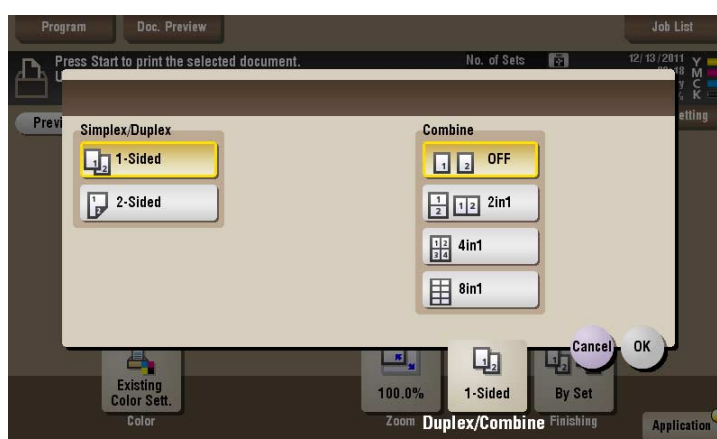 Program
Doc. Preview
Job List
Press Start to print the selected document.
No. of Sets
12/13/2011
Y
M
C
K
Simplex/Duplex
Combine
1-Sided
OFF
2-Sided
2in1
4in1
8in1
Cancel
OK
Existing
Color Sett.
Color
100.0%
Zoom
1-Sided
Duplex/Combine
By Set
Finishing
Application